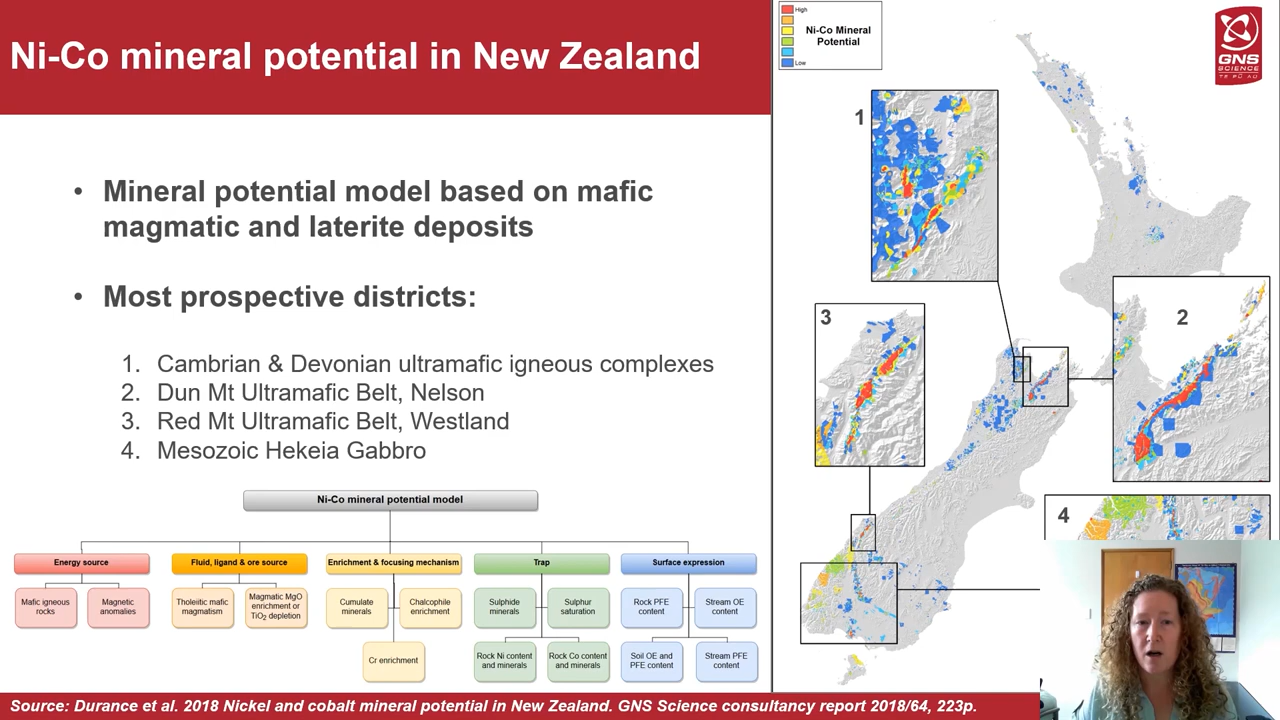 Ni-Co mineral potential in New Zealand
• Mineral potential model based on mafic
magmatic and laterite deposits
• Most prospective districts:
1. Cambrian & Devonian ultramafic igneous complexes
2. Dun Mt Ultramafic Belt, Nelson
3. Red Mt Ultramafic Belt, Westland
4. Mesozoic Hekeia Gabbro
Ni-Co mineral potential model
Energy source
Mafic igneous
rocks
Magnetic
anomalies
Fluid, ligand & ore source
Tholeiitic mafic
magmatism
Magmatic MgO
enrichment or
TiO2 depletion
Enrichment & focusing mechanism
Cumulate
minerals
Chalcophile
enrichment
Cr enrichment
Trap
Sulphide
minerals
Sulphur
saturation
Rock Ni content
and minerals
Rock Co content
and minerals
Surface expression
Rock PFE
content
Stream OE
content
Soil OE and
PFE content
Stream PFE
content
High
Ni-Co Mineral
Potential
Low
GNS
SCIENCE
TE PŪ AO
1
2
3
4
Source: Durance et al. 2018 Nickel and cobalt mineral potential in New Zealand. GNS Science consultancy report 2018/64, 223p.